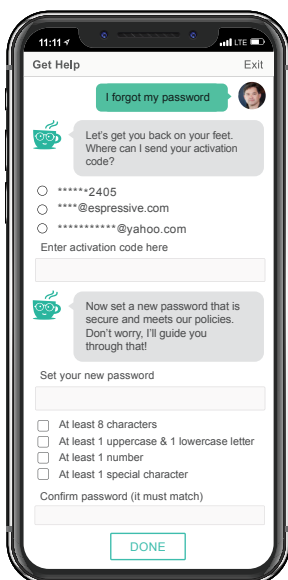 11:11 LTE
Get Help Exit
I forgot my password
Let's get you back on your feet.
Where can I send your activation
code?
******2405
****@espressive.com
***********@yahoo.com
Enter activation code here
Now set a new password that is
secure and meets our policies.
Don't worry, I'll guide you
through that!
Set your new password
At least 8 characters
At least 1 uppercase & 1 lowercase letter
At least 1 number
At least 1 special character
Confirm password (it must match)
DONE